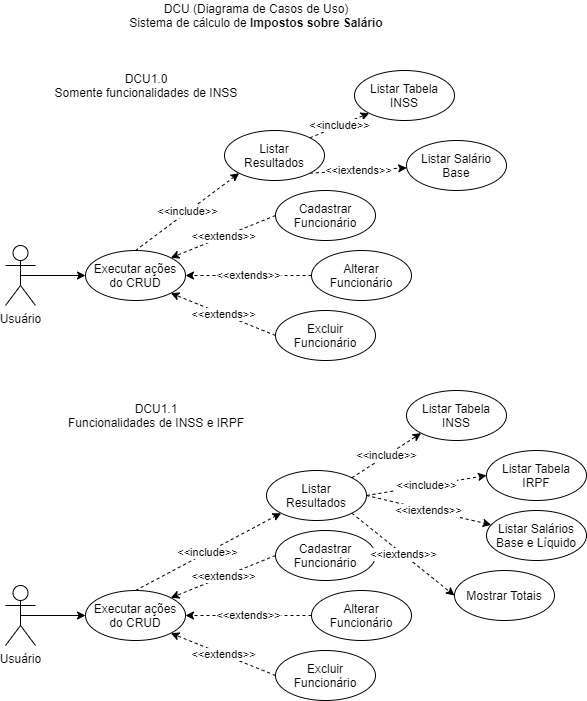 DCU (Diagrama de Casos de Uso)
Sistema de cálculo de Impostos sobre Salário
DCU1.0
Somente funcionalidades de INSS
Listar Tabela
INSS
<<include>>
Listar
Resultados
<<iextends>>
Listar Salário
Base
<<include>>
Cadastrar
Funcionário
<<extends>>
Executar ações
do CRUD
<<extends>>
Alterar
Funcionário
Usuário
<<extends>>
Excluir
Funcionário
DCU1.1
Funcionalidades de INSS e IRPF
Listar Tabela
INSS
<<include>>
Listar Tabela
IRPF
Listar
Resultados
<<include>>
<<iextends>>
Listar Salários
Base e Líquido
<<include>>
Cadastrar
Funcionário
<<iextends>>
<<extends>>
Mostrar Totais
Executar ações
do CRUD
<<extends>>
Alterar
Funcionário
Usuário
<<extends>>
Excluir
Funcionário